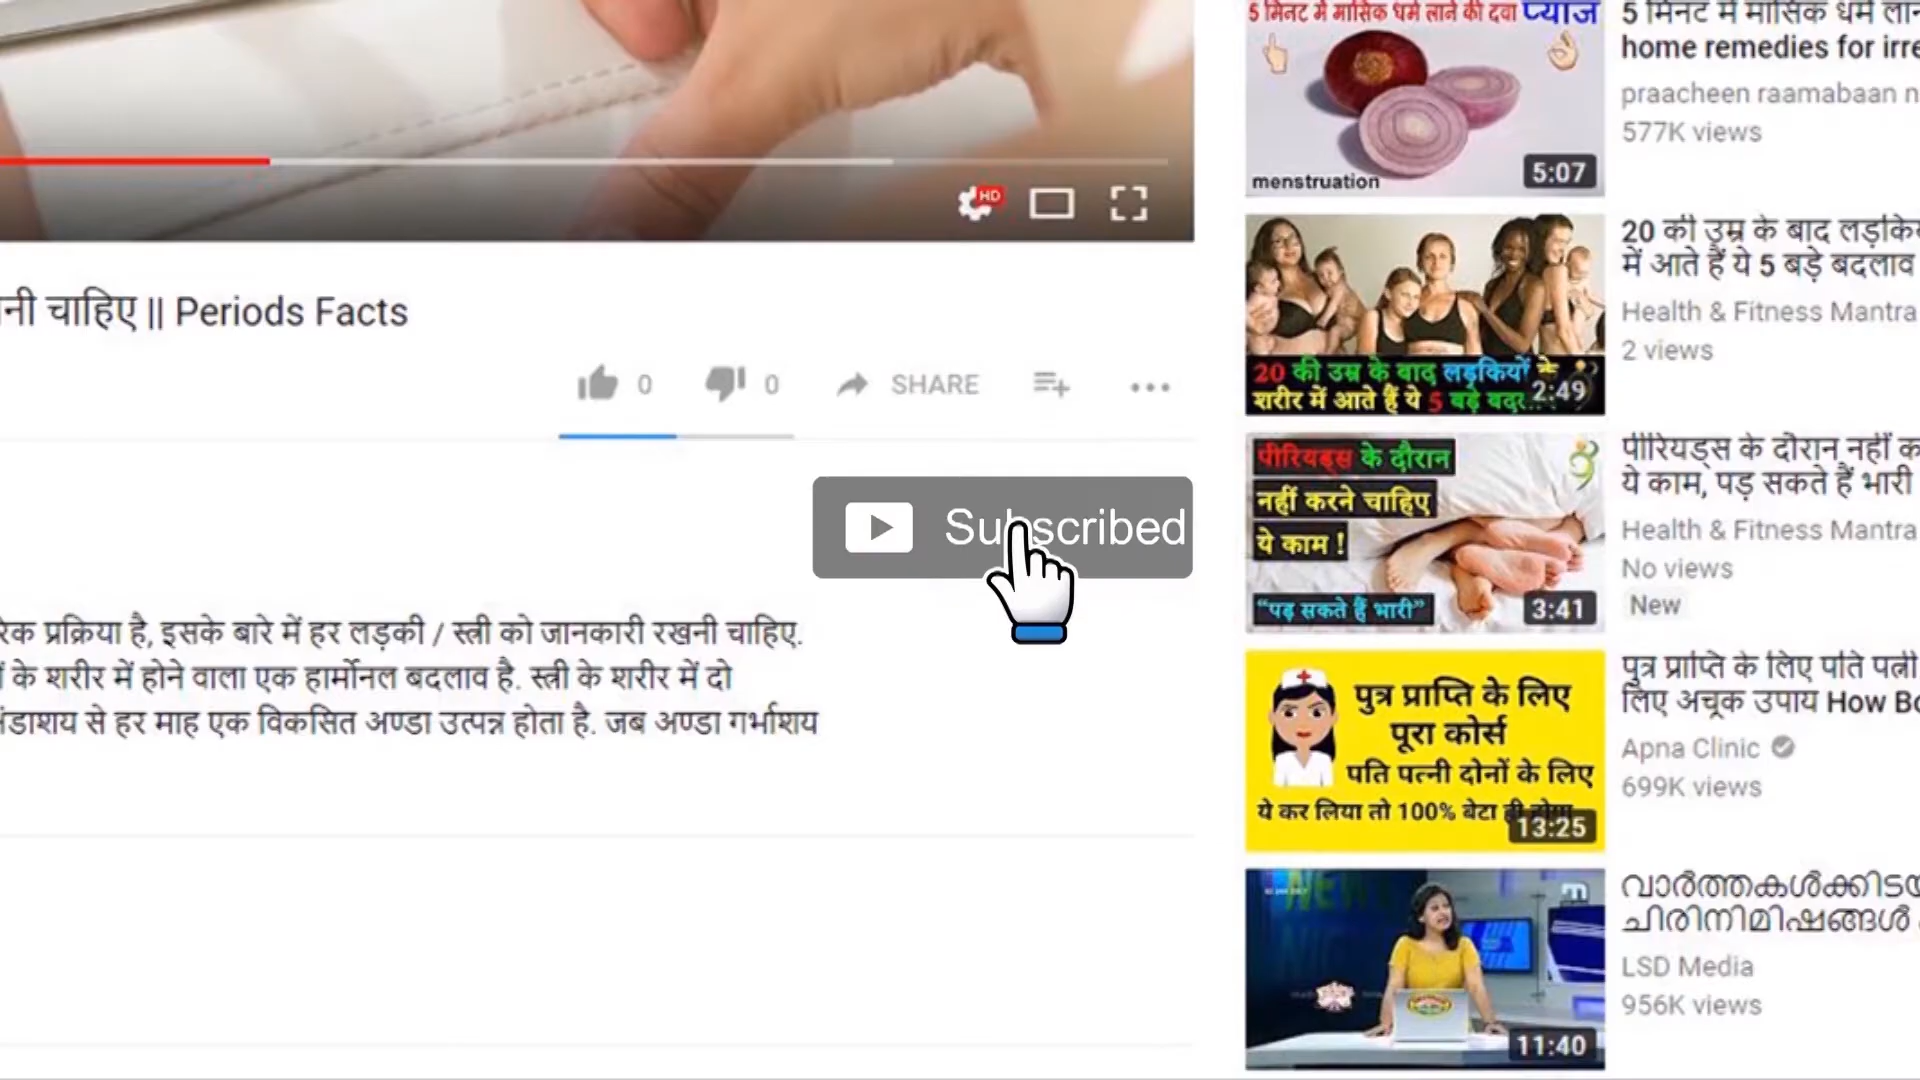 HD
नी चाहिए || Periods Facts
0
0
SHARE
Subscribed
रेक प्रक्रिया है, इसके बारे में हर लड़की / स्त्री को जानकारी रखनी चाहिए.
के शरीर में होने वाला एक हार्मोनल बदलाव है. स्त्री के शरीर में दो
अंडाशय से हर माह एक विकसित अण्डा उत्पन्न होता है. जब अण्डा गर्भाशय
5 मिनट में मासिक धर्म लाने की दवा प्याज
menstruation
5:07
5 मिनट में मासिक धर्म
home remedies for
praacheen raamabaan
577K views
20 की उम्र के बाद लड़कियों के
शरीर में आते हैं ये 5 बड़े
2:49
20 की उम्र के बाद
में आते हैं ये 5 बड़े बदलाव
Health & Fitness Mantra
2 views
पीरियड्स के दौरान
नहीं करने चाहिए
ये काम !
“पड़ सकते हैं भारी”
3:41
पीरियड्स के दौरान नहीं
ये काम, पड़ सकते हैं भारी
Health & Fitness Mantra
No views
New
पुत्र प्राप्ति के लिए
पूरा कोर्स
पति पत्नी दोनों के लिए
ये कर लिया तो 100% बेटा
13:25
पुत्र प्राप्ति के लिए पति पत्नी
लिए अचूक उपाय How
Apna Clinic
699K views
NEWS
11:40
വാർത്തകൾക്കിടയ
ചിരിനിമിഷങ്ങൾ
LSD Media
956K views